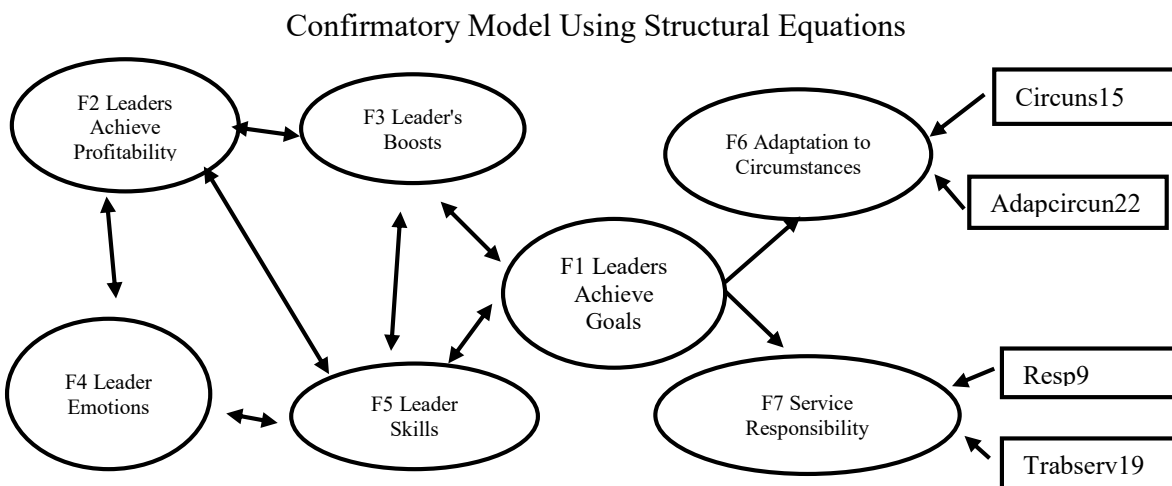 Confirmatory Model Using Structural Equations
F2 Leaders
Achieve
Profitability
F3 Leader's
Boosts
F6 Adaptation to
Circumstances
Circuns15
Adapcircun22
F1 Leaders
Achieve
Goals
F4 Leader
Emotions
F5 Leader
Skills
F7 Service
Responsibility
Resp9
Trabserv19